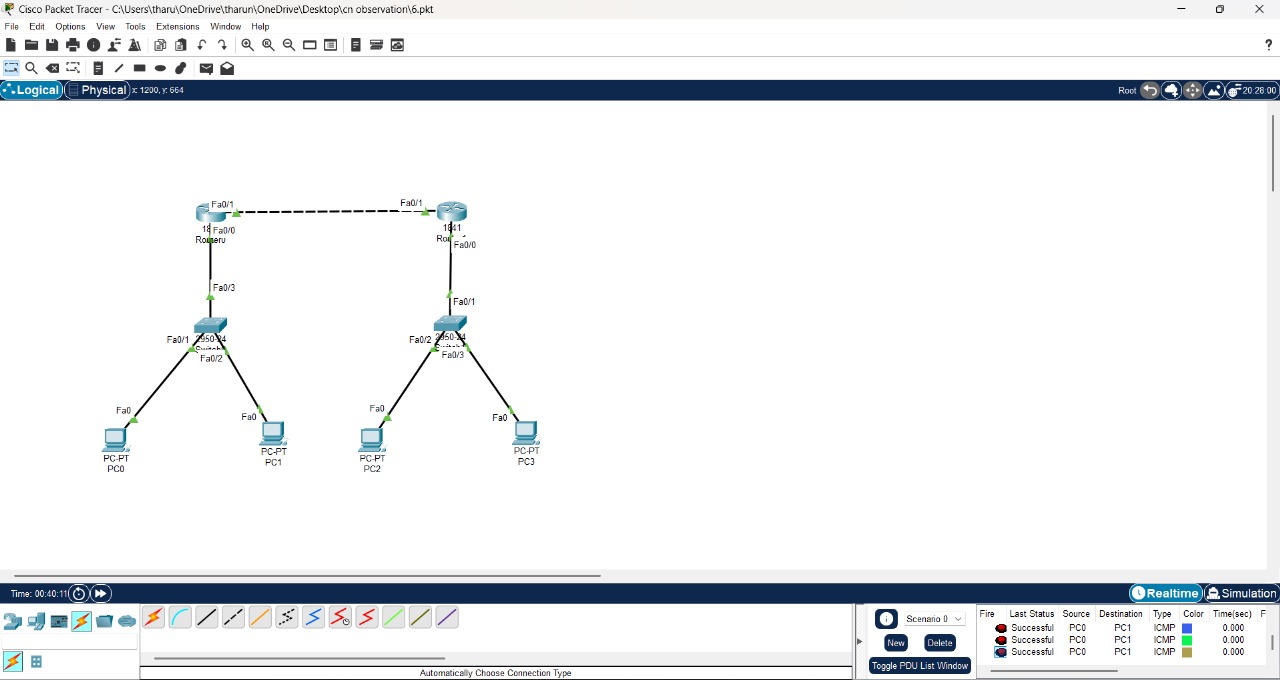 Cisco Packet Tracer - C:\Users\tharu\OneDrive\tharun\OneDrive\Desktop\cn observation\6.pkt
File Edit Options View Tools Extensions Window Help
?
Logical Physical x: 1200, y: 664 Root 20:28:00
Fa0/1 Fa0/1
Fa0/0 1841
Fa0/0
Fa0/3
Fa0/1
Fa0/1 2950-24 Fa0/2 2950-24
Fa0/2 Fa0/3
Fa0 Fa0 Fa0 Fa0
PC-PT PC-PT PC-PT PC-PT
PC0 PC1 PC2 PC3
Time: 00:40:11 Realtime Simulation
Scenario 0
New Delete
Toggle PDU List Window
Automatically Choose Connection Type
Fire Last Status Source Destination Type Color Time(sec) F
Successful PC0 PC1 ICMP 0.000
Successful PC0 PC1 ICMP 0.000
Successful PC0 PC1 ICMP 0.000